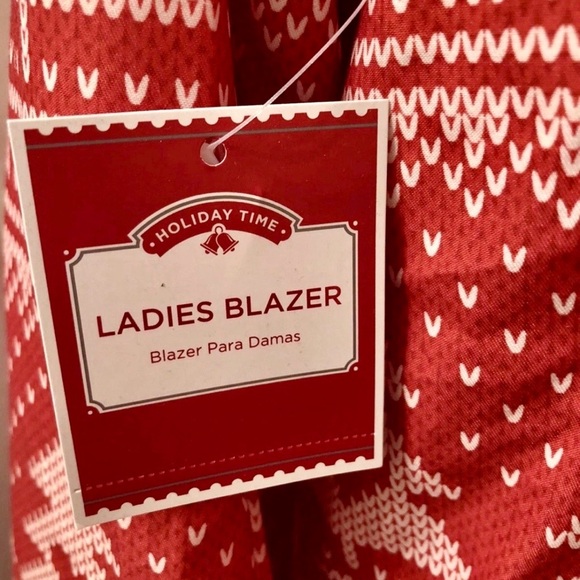 HOLIDAY TIME
LADIES BLAZER
Blazer Para Damas